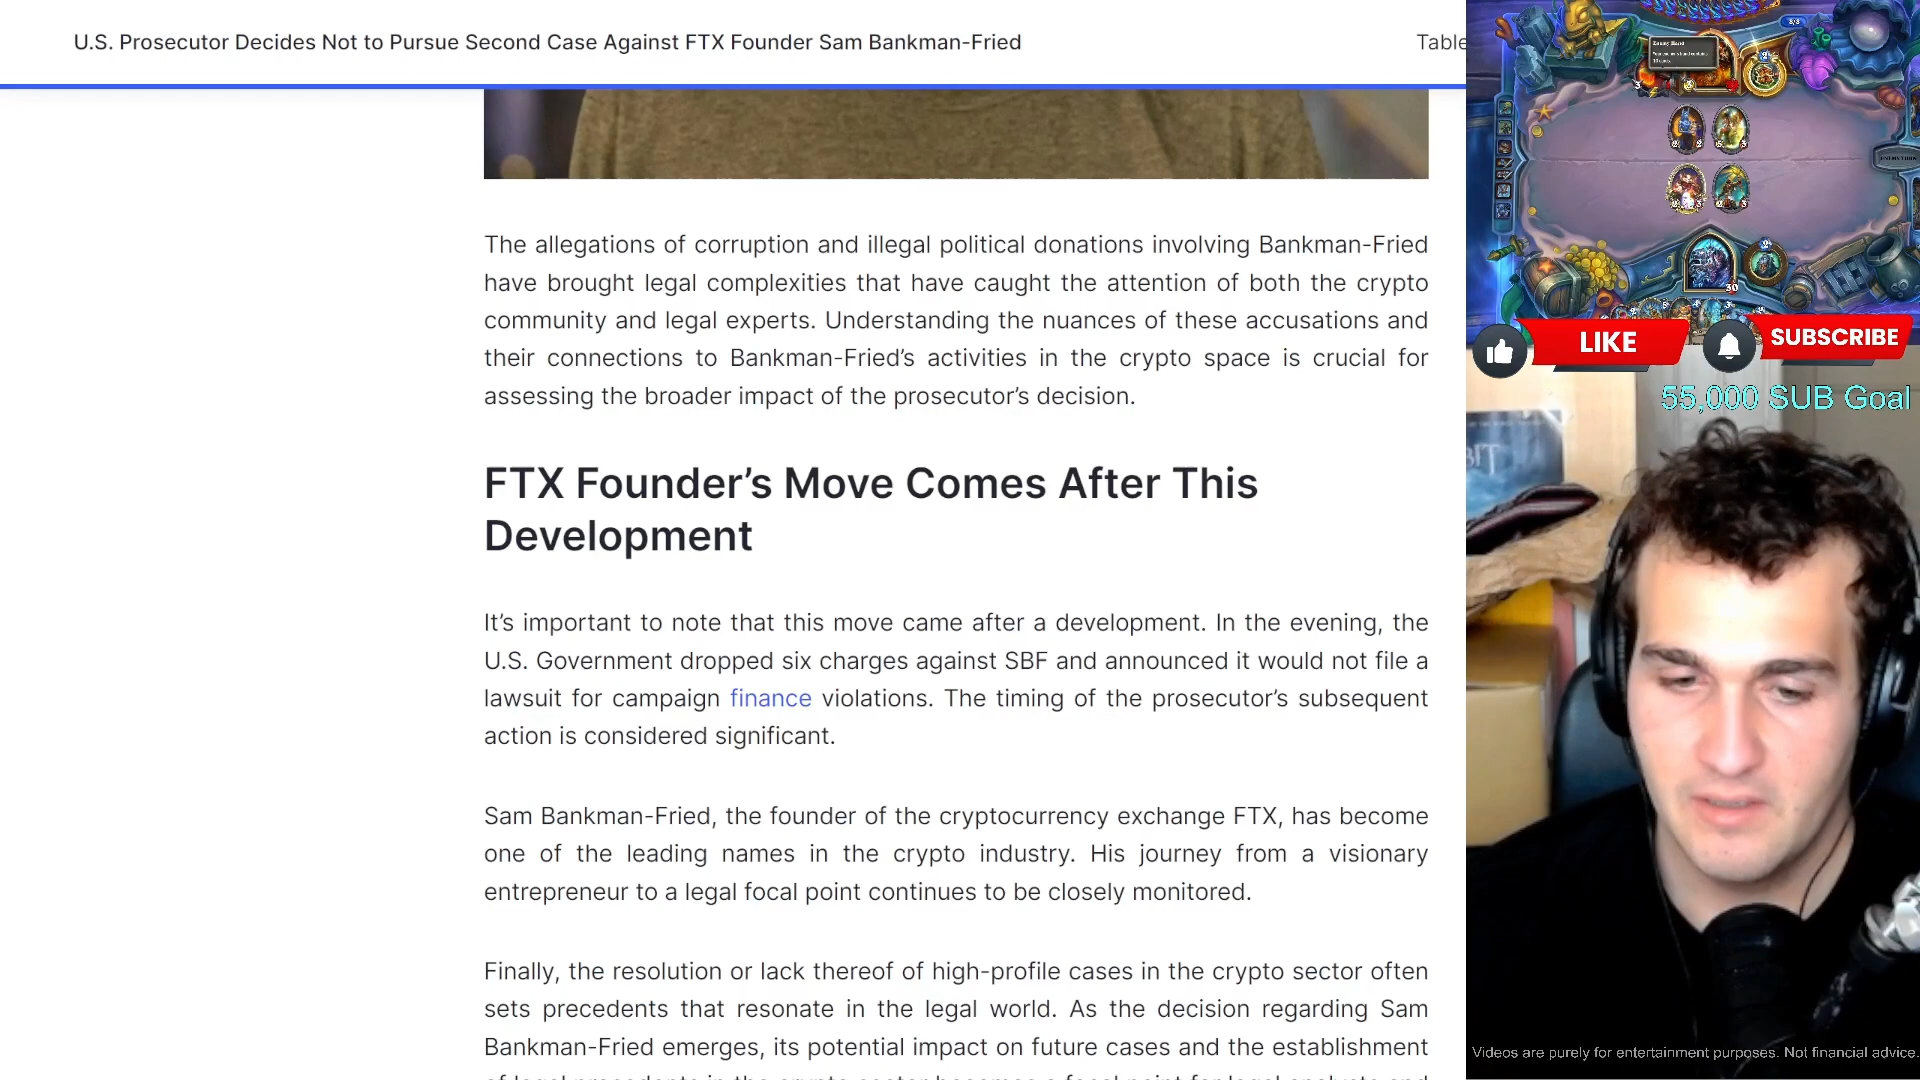 U.S. Prosecutor Decides Not to Pursue Second Case Against FTX Founder Sam Bankman-Fried
Table
The allegations of corruption and illegal political donations involving Bankman-Fried
have brought legal complexities that have caught the attention of both the crypto
community and legal experts. Understanding the nuances of these accusations and
their connections to Bankman-Fried’s activities in the crypto space is crucial for
assessing the broader impact of the prosecutor’s decision.
FTX Founder’s Move Comes After This
Development
It’s important to note that this move came after a development. In the evening, the
U.S. Government dropped six charges against SBF and announced it would not file a
lawsuit for campaign finance violations. The timing of the prosecutor’s subsequent
action is considered significant.
Sam Bankman-Fried, the founder of the cryptocurrency exchange FTX, has become
one of the leading names in the crypto industry. His journey from a visionary
entrepreneur to a legal focal point continues to be closely monitored.
Finally, the resolution or lack thereof of high-profile cases in the crypto sector often
sets precedents that resonate in the legal world. As the decision regarding Sam
Bankman-Fried emerges, its potential impact on future cases and the establishment
Enemy Hand
30
LIKE
SUBSCRIBE
55,000 SUB Goal
Videos are purely for entertainment purposes. Not financial advice.